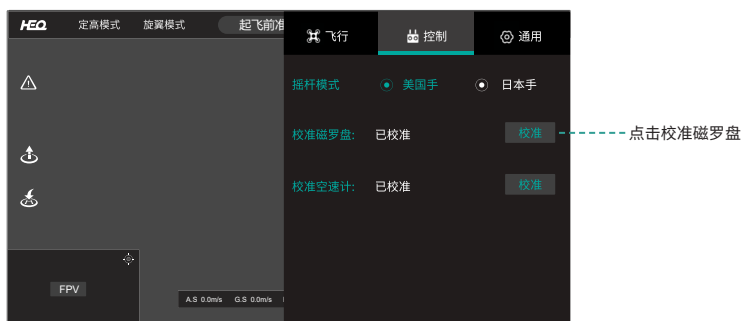 HEQ 定高模式 旋翼模式 起飞前准
飞行 控制 通用
摇杆模式 美国手 日本手
校准磁罗盘: 已校准 校准 点击校准磁罗盘
校准空速计: 已校准 校准
FPV
A.S 0.0m/s G.S 0.0m/s